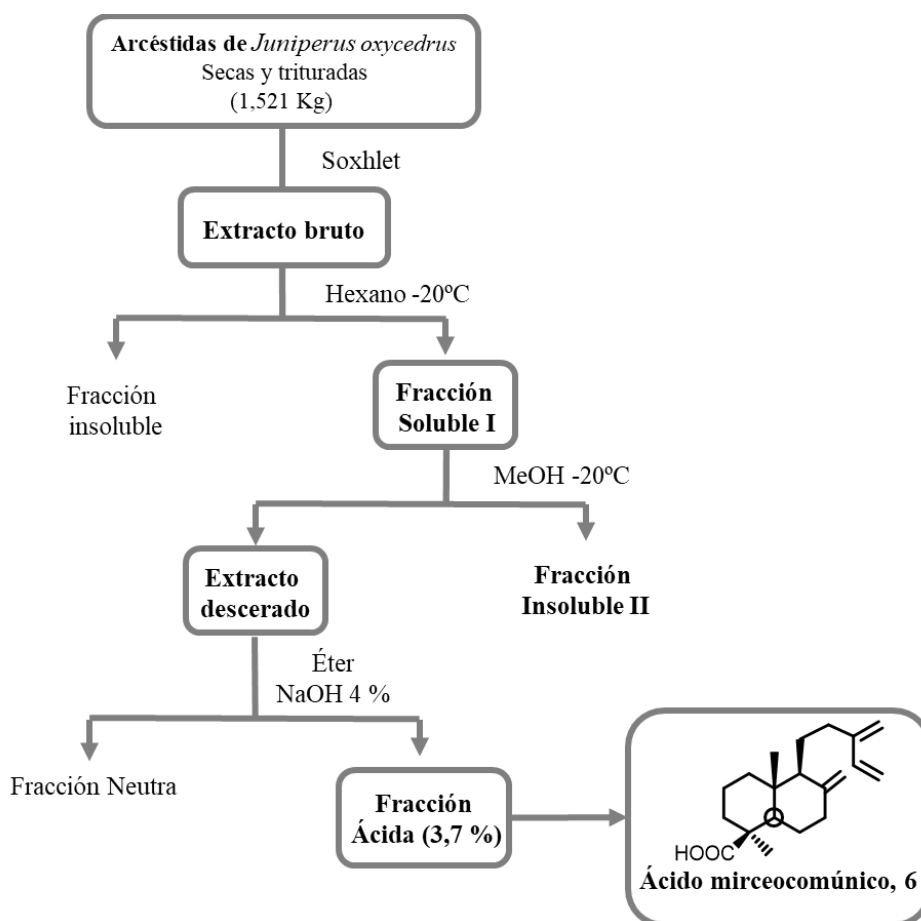 Arcéstidas de Juniperus oxycedrus
Secas y trituradas
(1,521 Kg)
Soxhlet
Extracto bruto
Hexano -20ºC
Fracción
insoluble
Fracción
Soluble I
MeOH -20ºC
Extracto
descerado
Fracción
Insoluble II
Éter
NaOH 4 %
Fracción Neutra
Fracción
Ácida (3,7 %)
HOOC
Ácido mirceocomúnico, 6